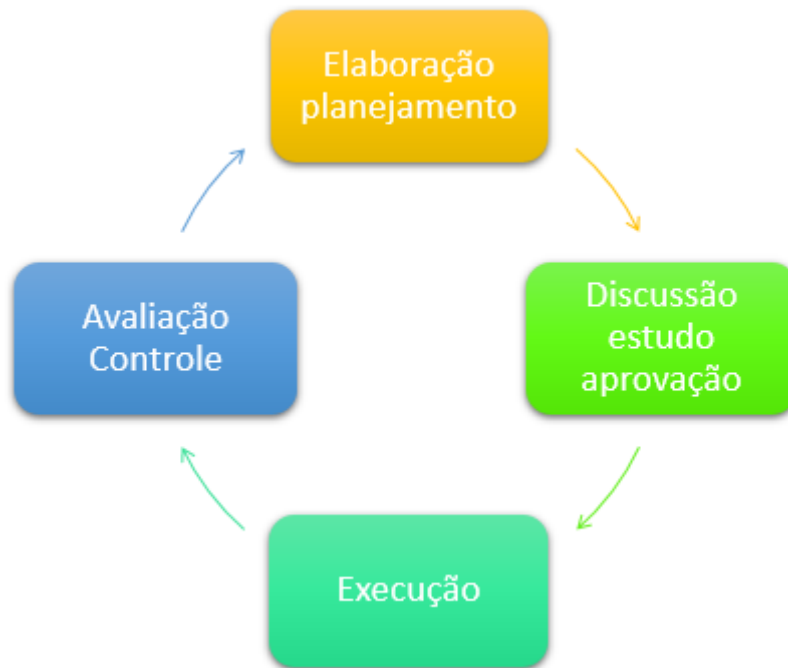 Elaboração
planejamento
Discussão
estudo
aprovação
Execução
Avaliação
Controle